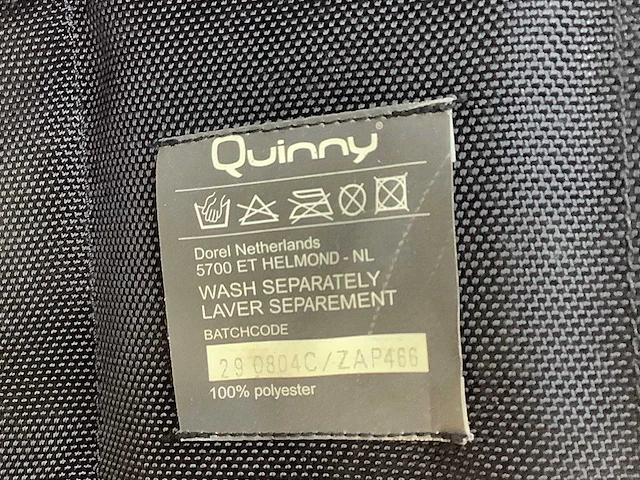 Quinny®
Dorel Netherlands
5700 ET HELMOND - NL
WASH SEPARATELY
LAVER SEPAREMENT
BATCHCODE
29 0804C/ZAP466
100% polyester